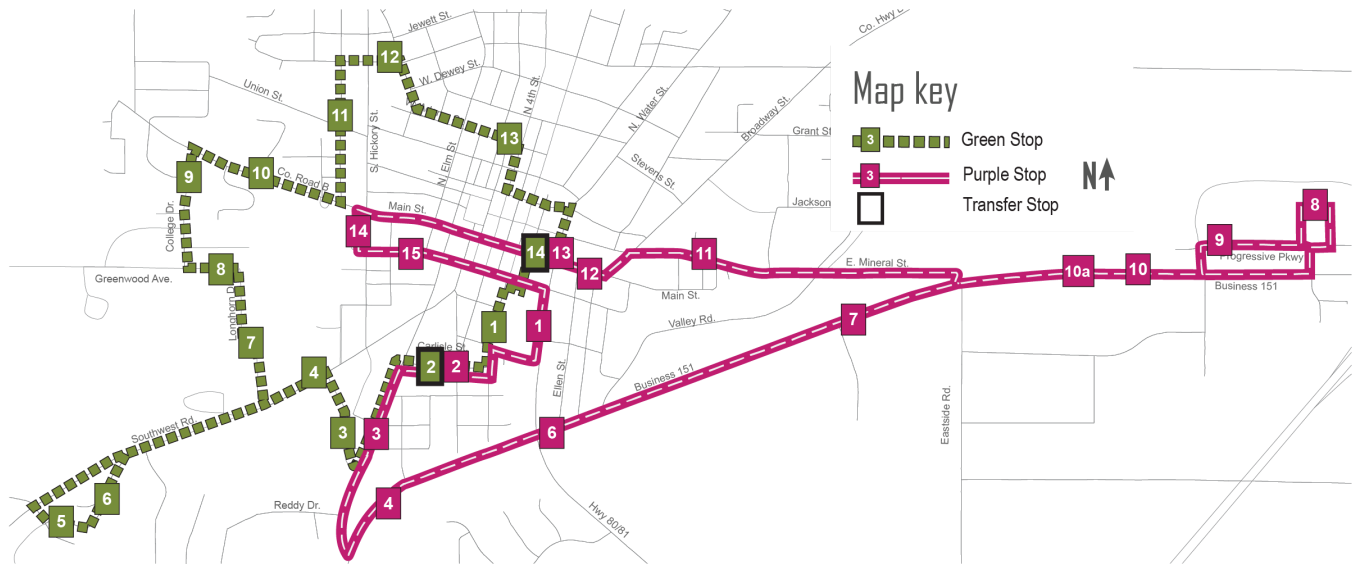 Jewett St.
12
W. Dewey St.
Union St.
11
S. Hickory St.
N. Elm St
N 4th St.
13
N. Water St.
Stevens St.
Broadway St.
Co. Hwy
Grant St
Jackson
Map key
3
Green Stop
3
Purple Stop
Transfer Stop
N
9
10
Co. Road B
College Dr.
Main St.
14
15
14
13
12
11
E. Mineral St.
Main St.
8
9
Progressive Pkwy
10a
10
Business 151
Greenwood Ave.
8
Longhorn D
7
1
1
Carlisle St.
2
2
Valley Rd.
7
Ellen St.
Business 151
Eastside Rd.
4
3
3
Southwest Rd.
6
5
6
4
Reddy Dr.
Hwy 80/81